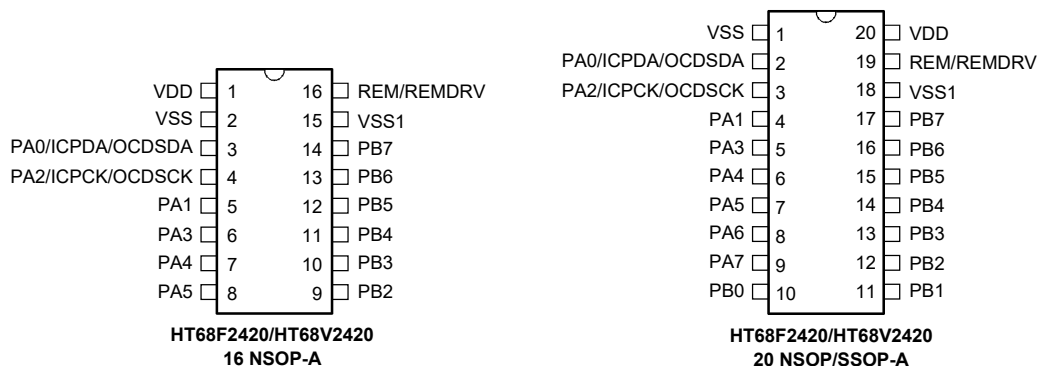 VDD 1 16 REM/REMDRV
VSS 2 15 VSS1
PA0/ICPDA/OCDSDA 3 14 PB7
PA2/ICPCK/OCDSCK 4 13 PB6
PA1 5 12 PB5
PA3 6 11 PB4
PA4 7 10 PB3
PA5 8 9 PB2
HT68F2420/HT68V2420
16 NSOP-A
VSS 1 20 VDD
PA0/ICPDA/OCDSDA 2 19 REM/REMDRV
PA2/ICPCK/OCDSCK 3 18 VSS1
PA1 4 17 PB7
PA3 5 16 PB6
PA4 6 15 PB5
PA5 7 14 PB4
PA6 8 13 PB3
PA7 9 12 PB2
PB0 10 11 PB1
HT68F2420/HT68V2420
20 NSOP/SSOP-A